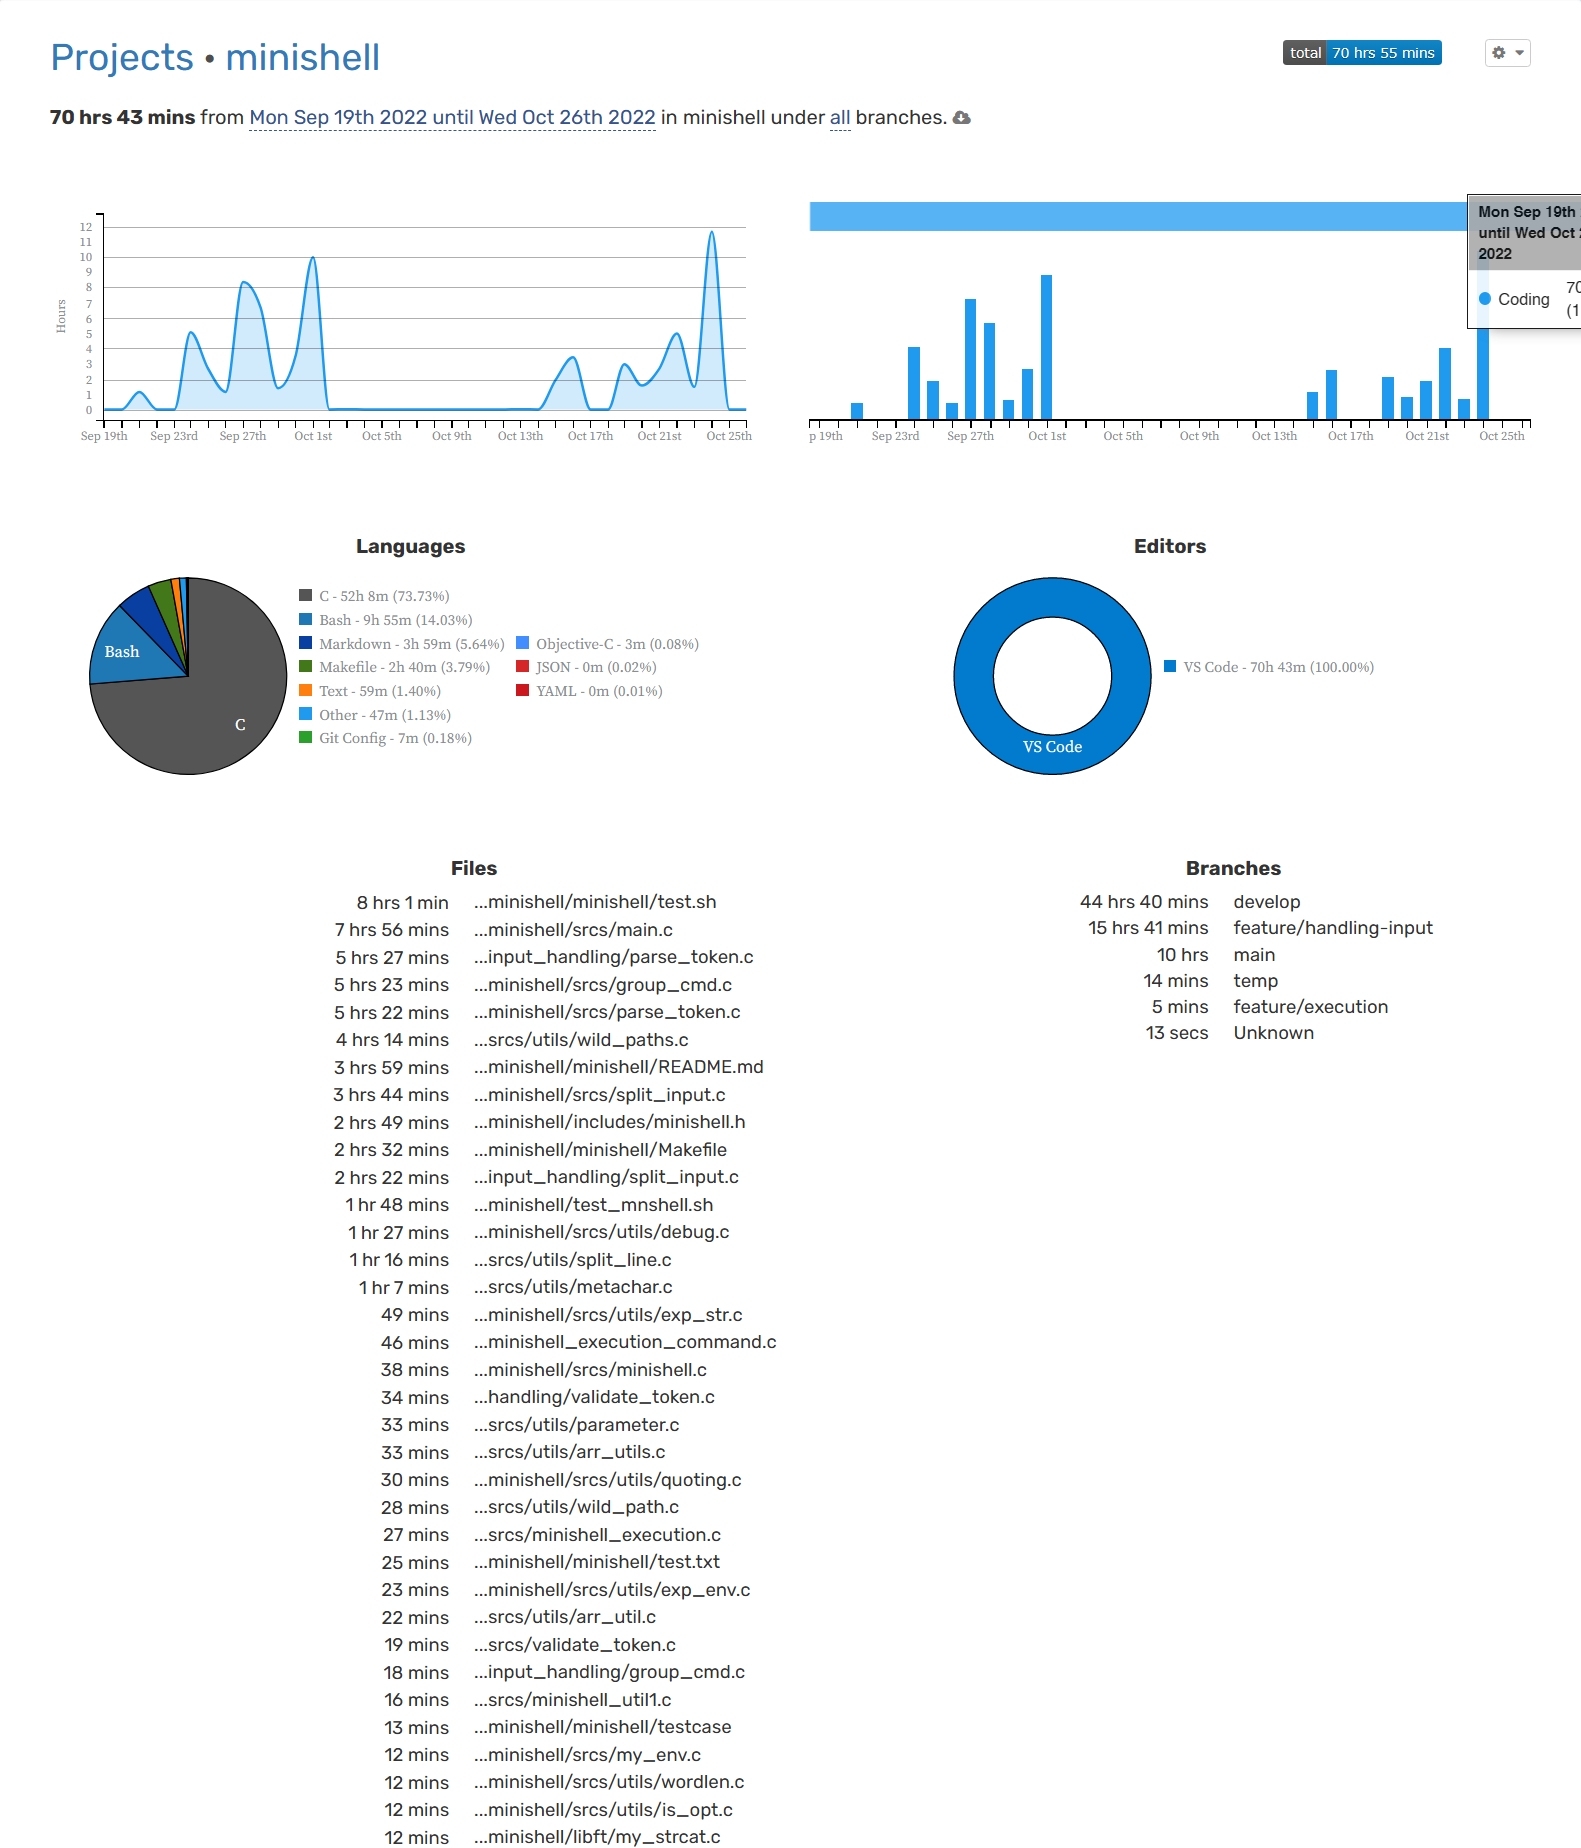 Projects • minishell
total 70 hrs 55 mins
70 hrs 43 mins from Mon Sep 19th 2022 until Wed Oct 26th 2022 in minishell under all branches.
Hours
12
11
10
9
8
7
6
5
4
3
2
1
0
Sep 19th Sep 23rd Sep 27th Oct 1st Oct 5th Oct 9th Oct 13th Oct 17th Oct 21st Oct 25th
Mon Sep 19th
until Wed Oct
2022
Coding 70
(1
p 19th Sep 23rd Sep 27th Oct 1st Oct 5th Oct 9th Oct 13th Oct 17th Oct 21st Oct 25th
Languages
Bash
C
C - 52h 8m (73.73%)
Bash - 9h 55m (14.03%)
Markdown - 3h 59m (5.64%)
Makefile - 2h 40m (3.79%)
Text - 59m (1.40%)
Other - 47m (1.13%)
Git Config - 7m (0.18%)
Objective-C - 3m (0.08%)
JSON - 0m (0.02%)
YAML - 0m (0.01%)
Editors
VS Code
VS Code - 70h 43m (100.00%)
Files
8 hrs 1 min ...minishell/minishell/test.sh
7 hrs 56 mins ...minishell/srcs/main.c
5 hrs 27 mins ...input_handling/parse_token.c
5 hrs 23 mins ...minishell/srcs/group_cmd.c
5 hrs 22 mins ...minishell/srcs/parse_token.c
4 hrs 14 mins ...srcs/utils/wild_paths.c
3 hrs 59 mins ...minishell/minishell/README.md
3 hrs 44 mins ...minishell/srcs/split_input.c
2 hrs 49 mins ...minishell/includes/minishell.h
2 hrs 32 mins ...minishell/minishell/Makefile
2 hrs 22 mins ...input_handling/split_input.c
1 hr 48 mins ...minishell/test_mnshell.sh
1 hr 27 mins ...minishell/srcs/utils/debug.c
1 hr 16 mins ...srcs/utils/split_line.c
1 hr 7 mins ...srcs/utils/metachar.c
49 mins ...minishell/srcs/utils/exp_str.c
46 mins ...minishell_execution_command.c
38 mins ...minishell/srcs/minishell.c
34 mins ...handling/validate_token.c
33 mins ...srcs/utils/parameter.c
33 mins ...srcs/utils/arr_utils.c
30 mins ...minishell/srcs/utils/quoting.c
28 mins ...srcs/utils/wild_path.c
27 mins ...srcs/minishell_execution.c
25 mins ...minishell/minishell/test.txt
23 mins ...minishell/srcs/utils/exp_env.c
22 mins ...srcs/utils/arr_util.c
19 mins ...srcs/validate_token.c
18 mins ...input_handling/group_cmd.c
16 mins ...srcs/minishell_util1.c
13 mins ...minishell/minishell/testcase
12 mins ...minishell/srcs/my_env.c
12 mins ...minishell/srcs/utils/wordlen.c
12 mins ...minishell/srcs/utils/is_opt.c
12 mins ...minishell/libft/my_strcat.c
Branches
44 hrs 40 mins develop
15 hrs 41 mins feature/handling-input
10 hrs main
14 mins temp
5 mins feature/execution
13 secs Unknown